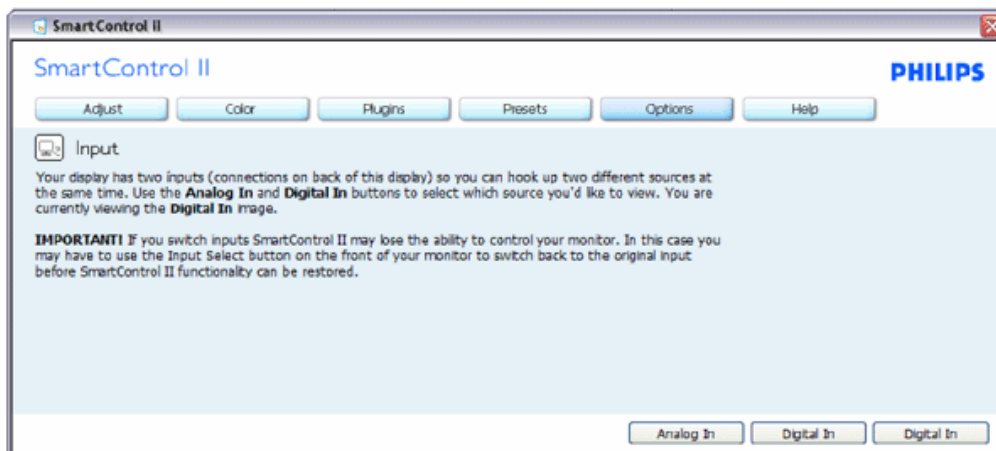 SmartControl II
SmartControl II
PHILIPS
Adjust Color Plugins Presets Options Help
Input
Your display has two inputs (connections on back of this display) so you can hook up two different sources at
the same time. Use the Analog In and Digital In buttons to select which source you'd like to view. You are
currently viewing the Digital In image.
IMPORTANT! If you switch inputs SmartControl II may lose the ability to control your monitor. In this case you
may have to use the Input Select button on the front of your monitor to switch back to the original input
before SmartControl II functionality can be restored.
Analog In Digital In Digital In